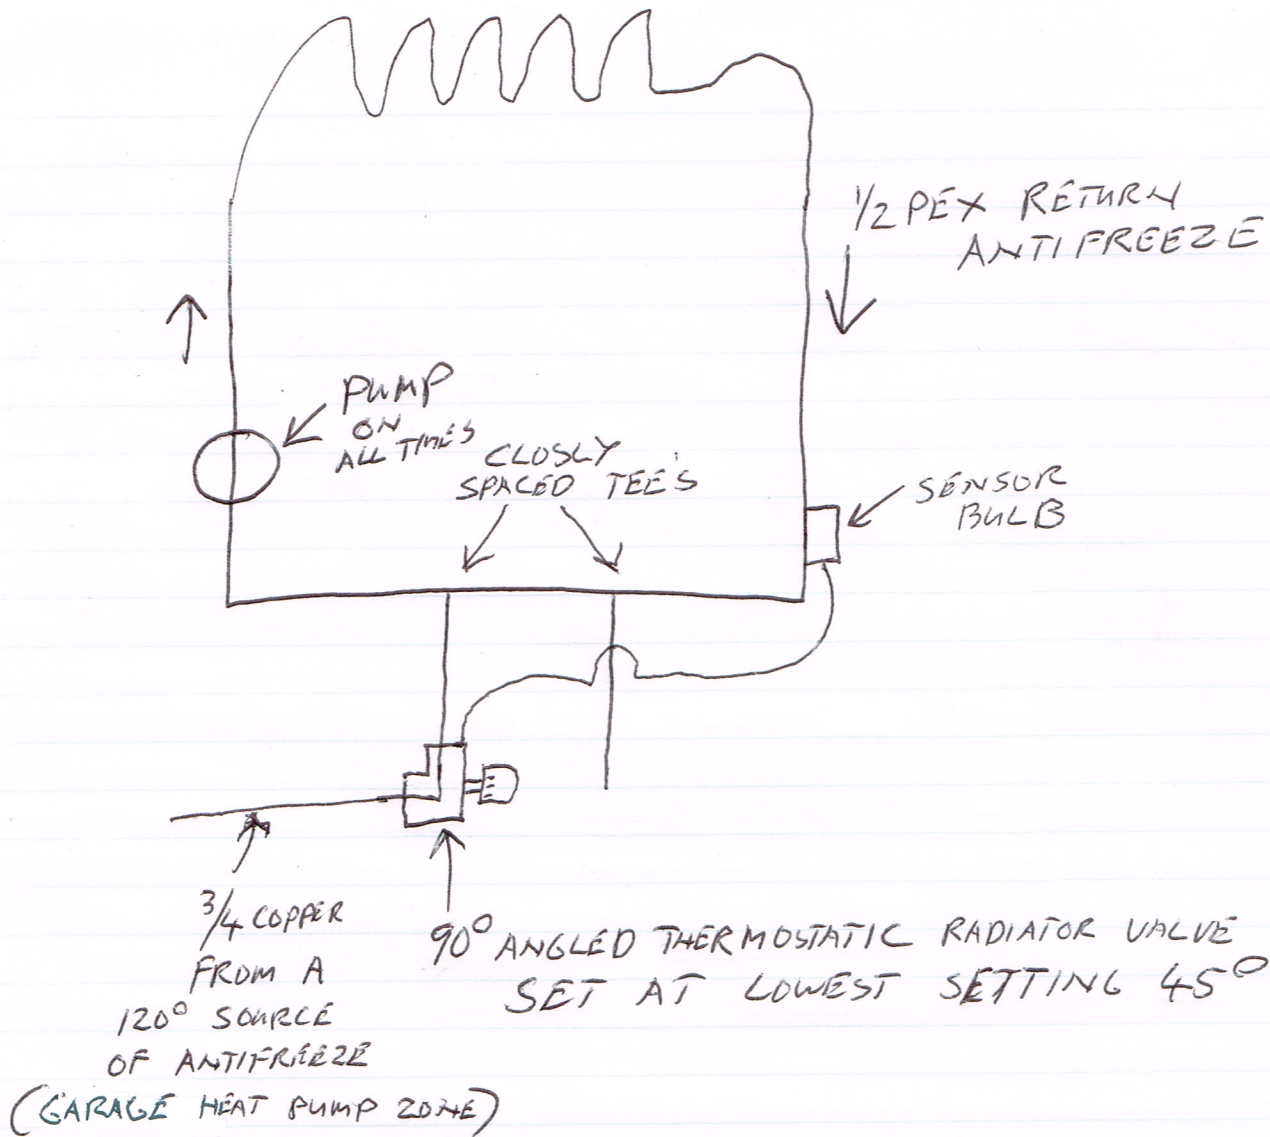 1/2 PEX RETURN
ANTIFREEZE
PUMP
ON
ALL TIMES
CLOSLY
SPACED TEE'S
SENSOR
BULB
3/4 COPPER
FROM A
120° SOURCE
OF ANTIFREEZE
(GARAGE HEAT PUMP ZONE)
90° ANGLED THERMOSTATIC RADIATOR VALVE
SET AT LOWEST SETTING 45°